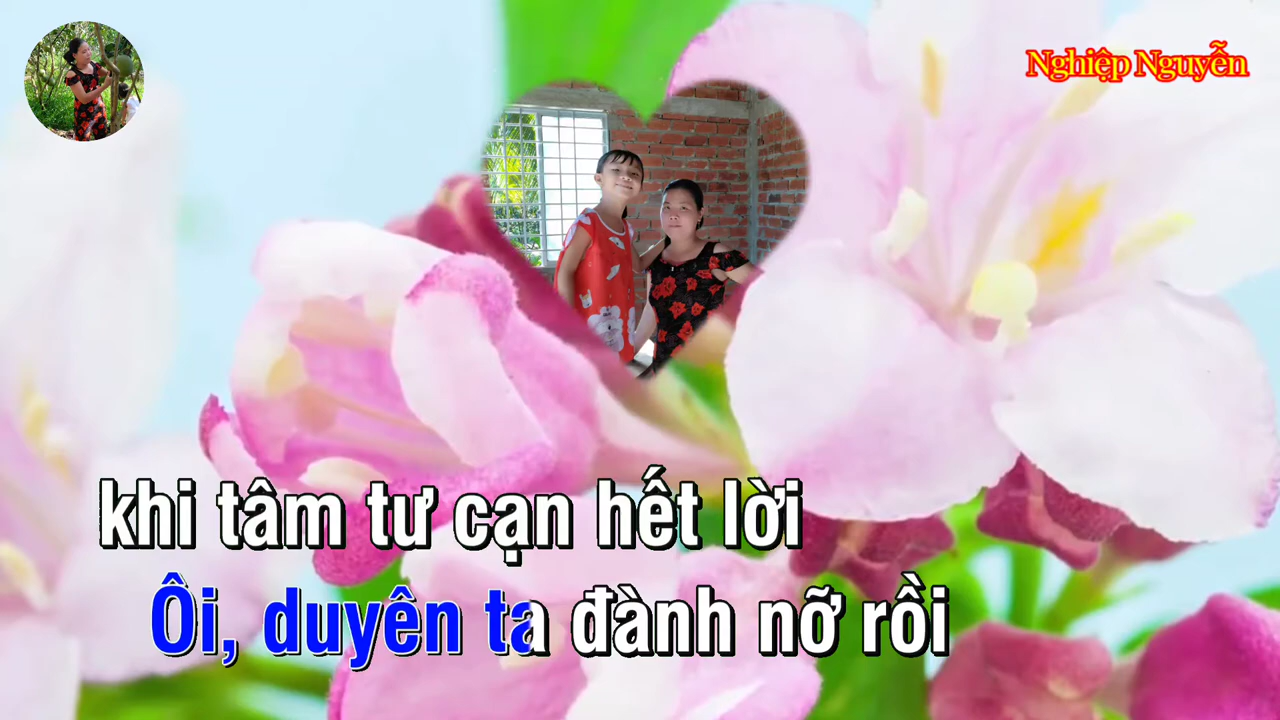 Nghiệp Nguyễn
khi tâm tư cạn hết lời
Ôi, duyên ta đành nỡ rồi